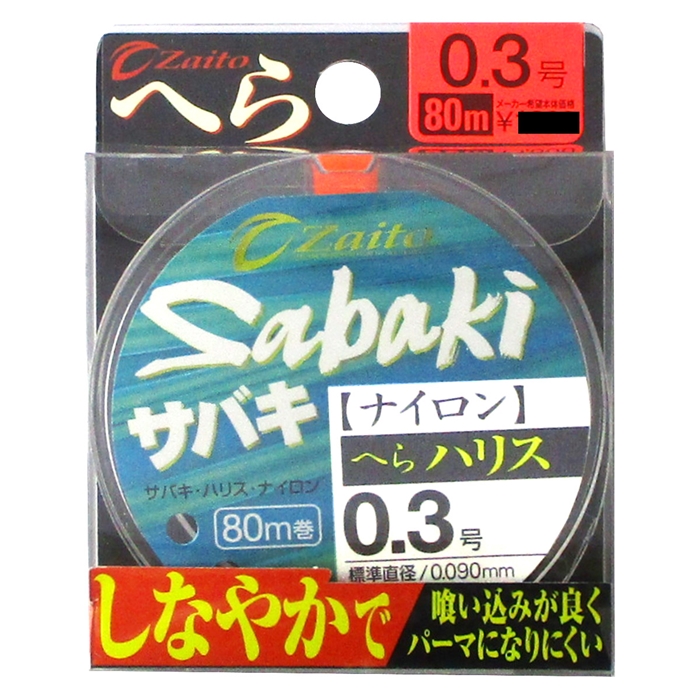 Zaito
へら
0.3号
80m
メーカー希望本体価格
¥
Zaito
Sabaki
サバキ
【ナイロン】
へらハリス
サバキ・ハリス・ナイロン
80m巻
0.3号
標準直径/0.090mm
しなやかで
喰い込みが良く
パーマになりにくい